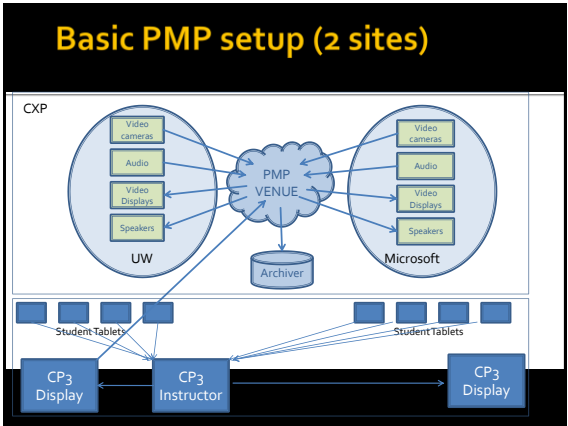 Basic PMP setup (2 sites)
CXP
Video
cameras
Audio
Video
Displays
Speakers
UW
PMP
VENUE
Archiver
Video
cameras
Audio
Video
Displays
Speakers
Microsoft
Student Tablets
Student Tablets
CP3
Display
CP3
Instructor
CP3
Display